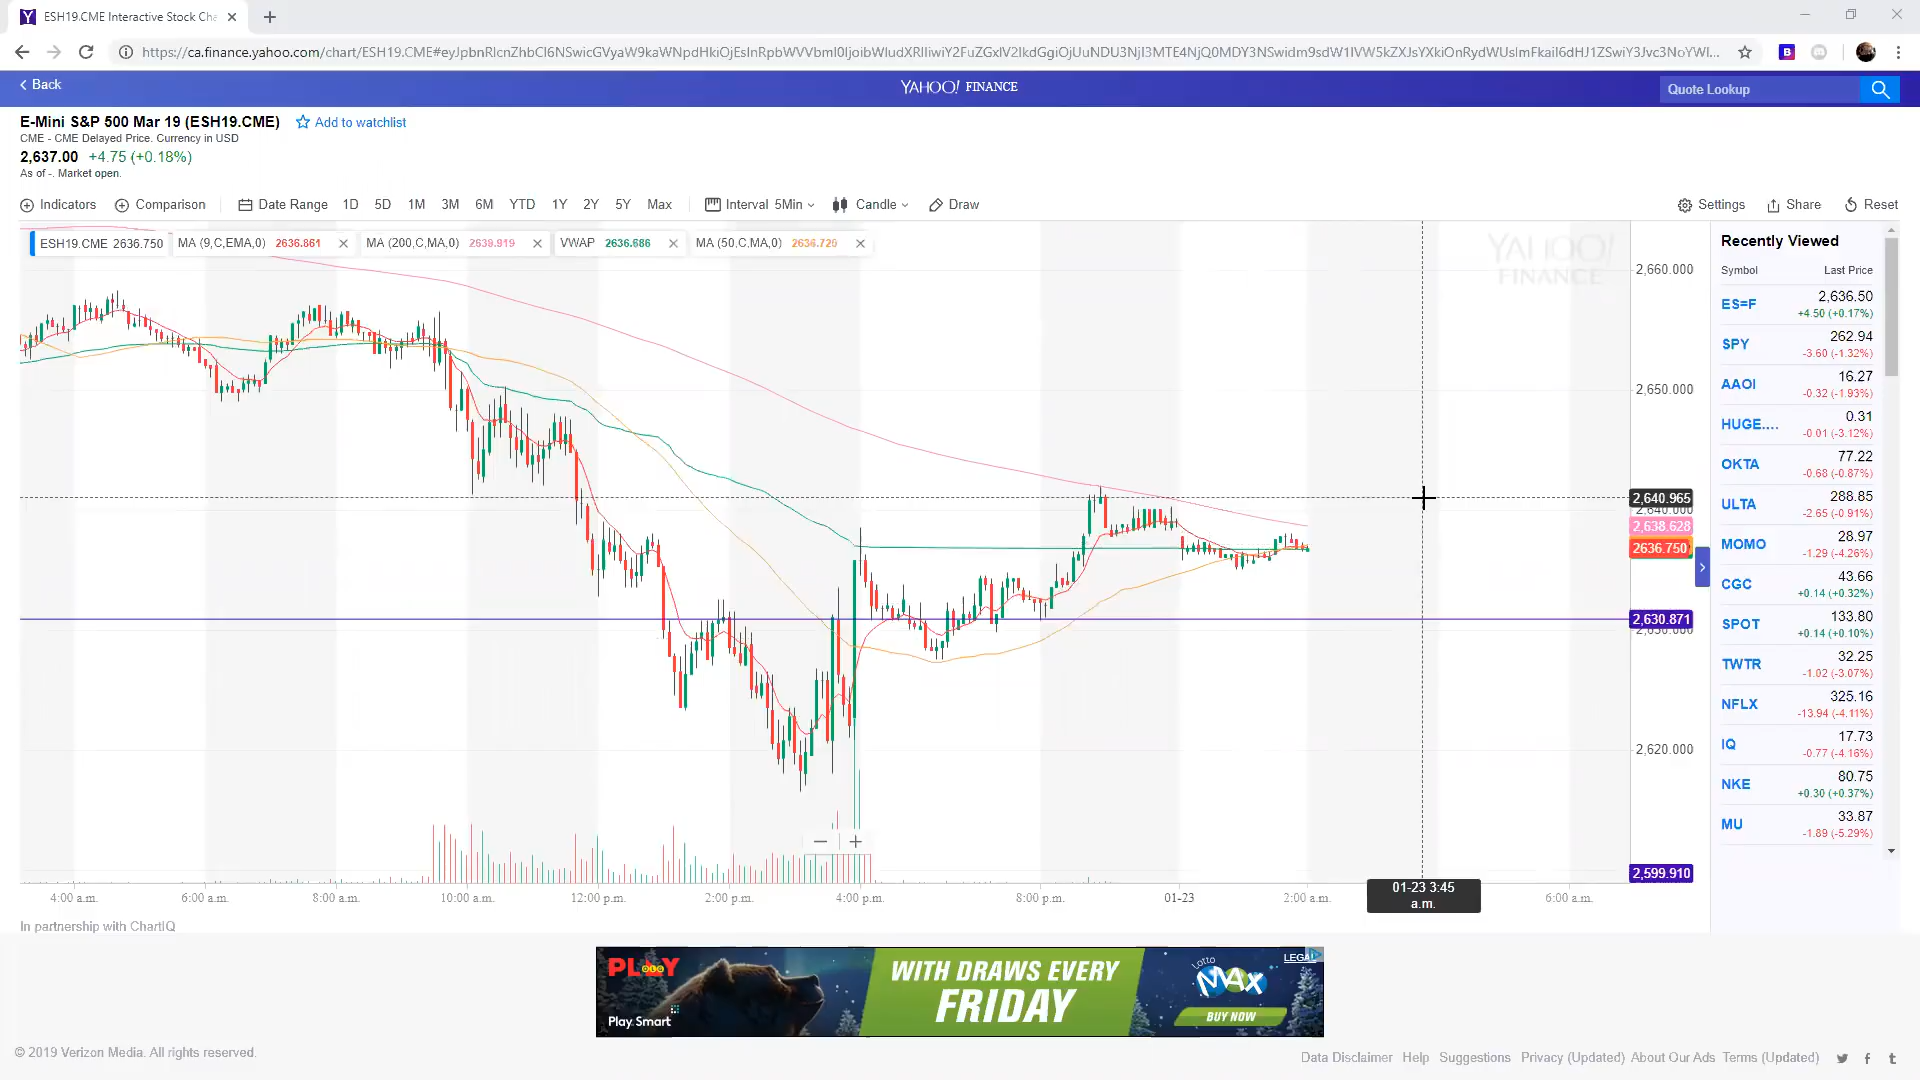 ESH19.CME Interactive Stock Cha
https://ca.finance.yahoo.com/chart/ESH19.CME
Back
YAHOO! FINANCE
Quote Lookup
E-Mini S&P 500 Mar 19 (ESH19.CME)
Add to watchlist
CME - CME Delayed Price. Currency in USD
2,637.00 +4.75 (+0.18%)
As of -. Market open.
Indicators
Comparison
Date Range
1D 5D 1M 3M 6M YTD 1Y 2Y 5Y Max
Interval 5Min
Candle
Draw
Settings
Share
Reset
ESH19.CME 2636.750
MA (9,C,EMA,0) 2636.861
MA (200,C,MA,0)
VWAP 2636.686
MA (50,C,MA,0)
YAHOO!
FINANCE
2,660.000
2,650.000
2,640.965
2,640.000
2,638.628
2636.750
2,630.871
2,620.000
2,599.910
4:00 a.m.
6:00 a.m.
8:00 a.m.
10:00 a.m.
12:00 p.m.
2:00 p.m.
4:00 p.m.
8:00 p.m.
01-23
2:00 a.m.
01-23 3:45
a.m.
6:00 a.m.
In partnership with ChartIQ
Recently Viewed
Symbol Last Price
ES=F 2,636.50
+4.50 (+0.17%)
SPY 262.94
-3.60 (-1.32%)
AAOI 16.27
-0.32 (-1.93%)
HUGE.... 0.31
-0.01 (-3.12%)
OKTA 77.22
-0.68 (-0.87%)
ULTA 288.85
-2.65 (-0.91%)
MOMO 28.97
-1.29 (-4.26%)
CGC 43.66
+0.14 (+0.32%)
SPOT 133.80
+0.14 (+0.10%)
TWTR 32.25
-1.02 (-3.07%)
NFLX 325.16
-13.94 (-4.11%)
IQ 17.73
-0.77 (-4.16%)
NKE 80.75
+0.30 (+0.37%)
MU 33.87
-1.89 (-5.29%)
PLAY OLG
Play Smart
WITH DRAWS EVERY
FRIDAY
Lotto
MAX
BUY NOW
LEGAL
© 2019 Verizon Media. All rights reserved.
Data Disclaimer Help Suggestions Privacy (Updated) About Our Ads Terms (Updated)